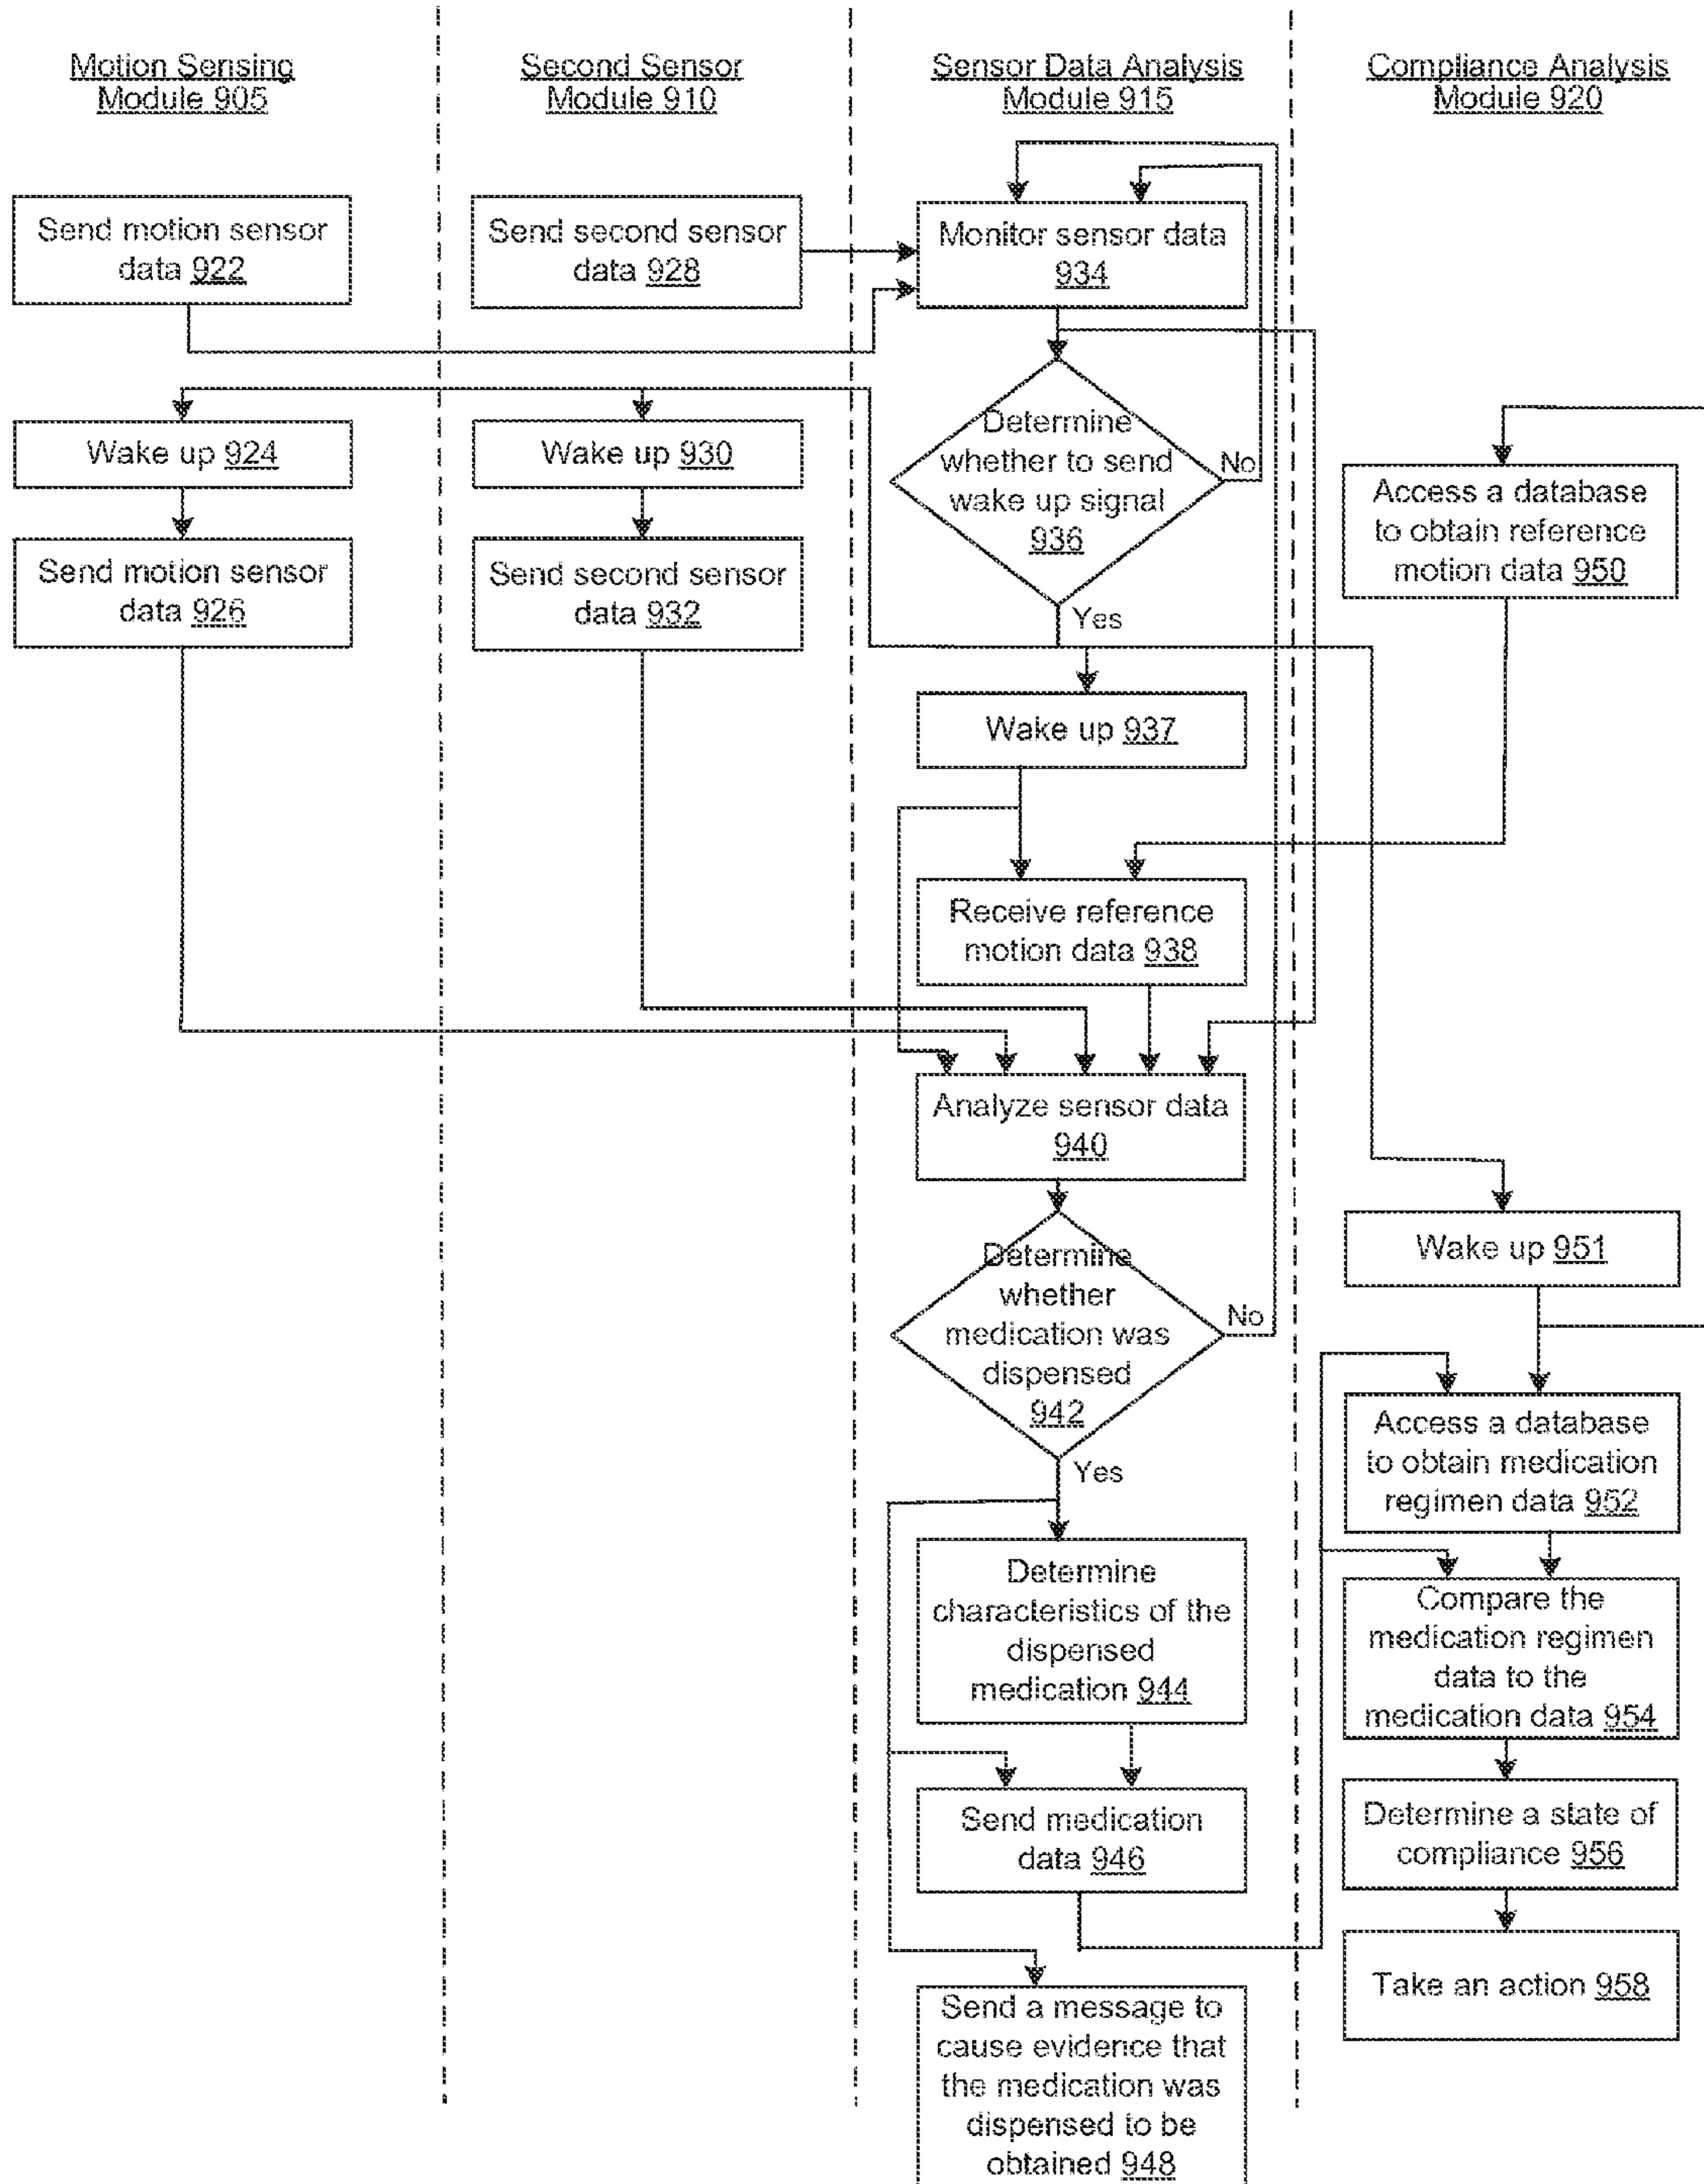 Motion Sensing
Module 905
Second Sensor
Module 910
Sensor Data Analysis
Module 915
Compliance Analysis
Module 920
Send motion sensor
data 922
Send second sensor
data 928
Monitor sensor data
934
Wake up 924
Wake up 930
Determine
whether to send
wake up signal
936
No
Yes
Access a database
to obtain reference
motion data 950
Send motion sensor
data 926
Send second sensor
data 932
Wake up 937
Receive reference
motion data 938
Analyze sensor data
940
Wake up 951
Determine
whether
medication was
dispensed
942
No
Yes
Access a database
to obtain medication
regimen data 952
Determine
characteristics of the
dispensed
medication 944
Compare the
medication regimen
data to the
medication data 954
Send medication
data 946
Determine a state of
compliance 956
Take an action 958
Send a message to
cause evidence that
the medication was
dispensed to be
obtained 948